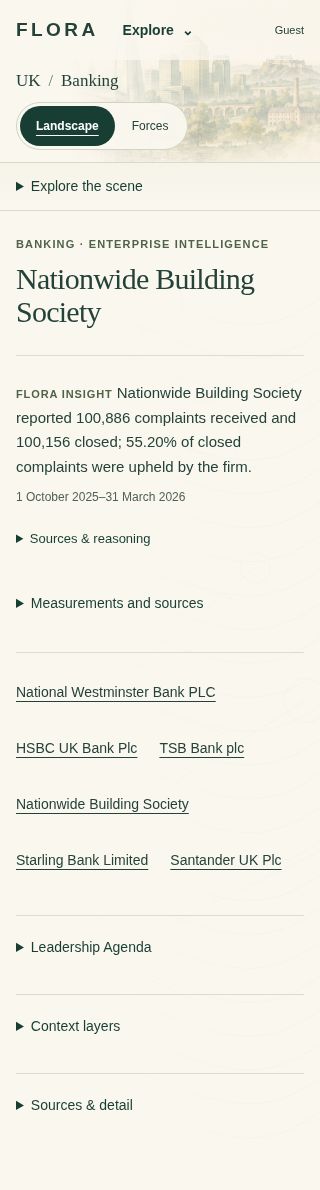 FLORA Explore Guest
UK / Banking
Landscape Forces
Explore the scene
BANKING · ENTERPRISE INTELLIGENCE
Nationwide Building
Society
FLORA INSIGHT Nationwide Building Society
reported 100,886 complaints received and
100,156 closed; 55.20% of closed
complaints were upheld by the firm.
1 October 2025–31 March 2026
Sources & reasoning
Measurements and sources
National Westminster Bank PLC
HSBC UK Bank Plc TSB Bank plc
Nationwide Building Society
Starling Bank Limited Santander UK Plc
Leadership Agenda
Context layers
Sources & detail